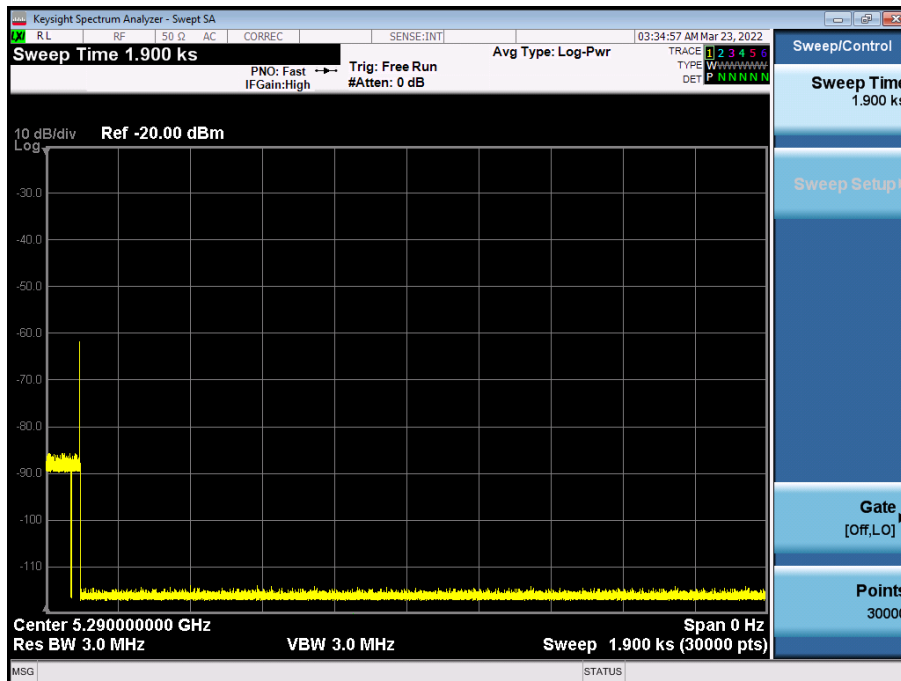 Keysight Spectrum Analyzer - Swept SA
LXI RL RF 50 Ω AC CORREC SENSE:INT 03:34:57 AM Mar 23, 2022
Sweep Time 1.900 ks
PNO: Fast
IFGain:High
Trig: Free Run
#Atten: 0 dB
Avg Type: Log-Pwr
TRACE 1 2 3 4 5 6
TYPE WWWWWW
DET P N N N N N
10 dB/div Ref -20.00 dBm
Log
-30.0
-40.0
-50.0
-60.0
-70.0
-80.0
-90.0
-100
-110
Center 5.290000000 GHz Span 0 Hz
Res BW 3.0 MHz VBW 3.0 MHz Sweep 1.900 ks (30000 pts)
MSG STATUS
Sweep/Control
Sweep Time
1.900 ks
Sweep Setup
Gate
[Off,LO]
Points
30000